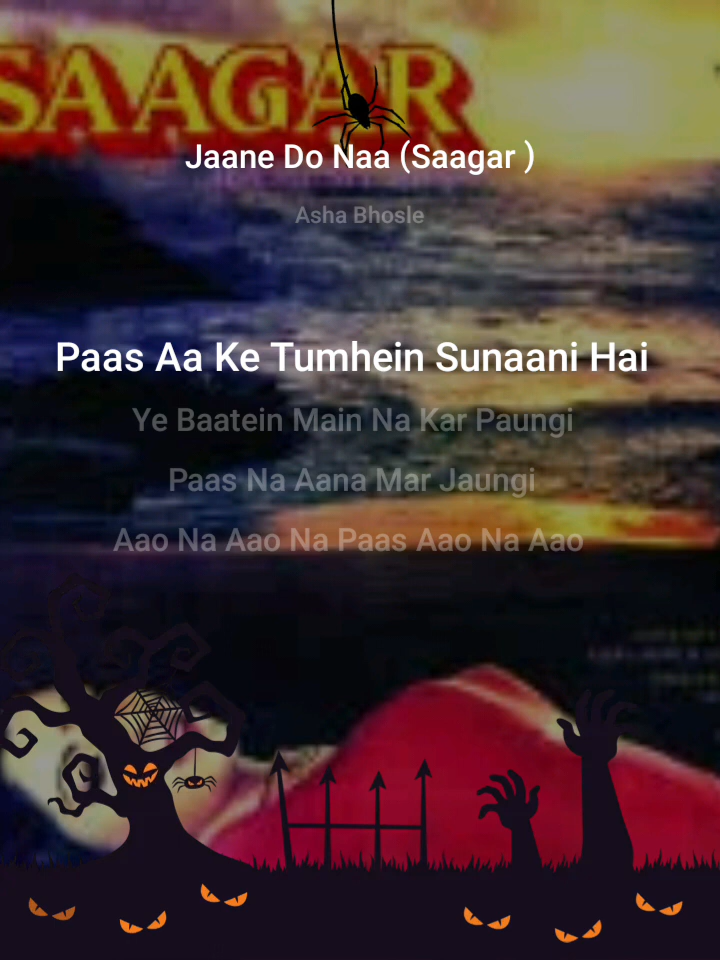 SAAGAR
Jaane Do Naa (Saagar )
Asha Bhosle
Paas Aa Ke Tumhein Sunaani Hai
Ye Baatein Main Na Kar Paungi
Paas Na Aana Mar Jaungi
Aao Na Aao Na Paas Aao Na Aao